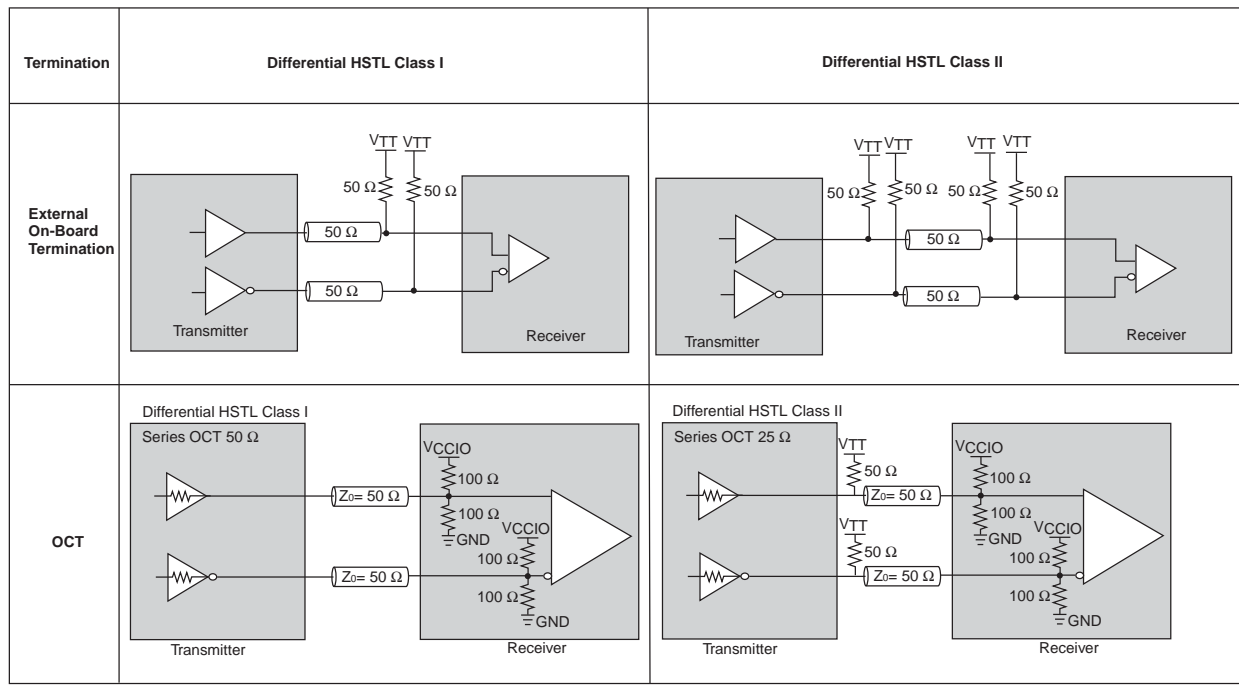 Termination
Differential HSTL Class I
Differential HSTL Class II
External
On-Board
Termination
VTT VTT
50 Ω 50 Ω
50 Ω
50 Ω
Transmitter
Receiver
VTT VTT VTT VTT
50 Ω 50 Ω 50 Ω 50 Ω
50 Ω
50 Ω
Transmitter
Receiver
OCT
Differential HSTL Class I
Series OCT 50 Ω
VCCIO
100 Ω
Z0= 50 Ω
100 Ω
VCCIO
GND
100 Ω
Z0= 50 Ω
100 Ω
GND
Transmitter
Receiver
Differential HSTL Class II
Series OCT 25 Ω
VTT
VCCIO
50 Ω
100 Ω
Z0= 50 Ω
100 Ω
VTT
VCCIO
GND
50 Ω
100 Ω
Z0= 50 Ω
100 Ω
GND
Transmitter
Receiver